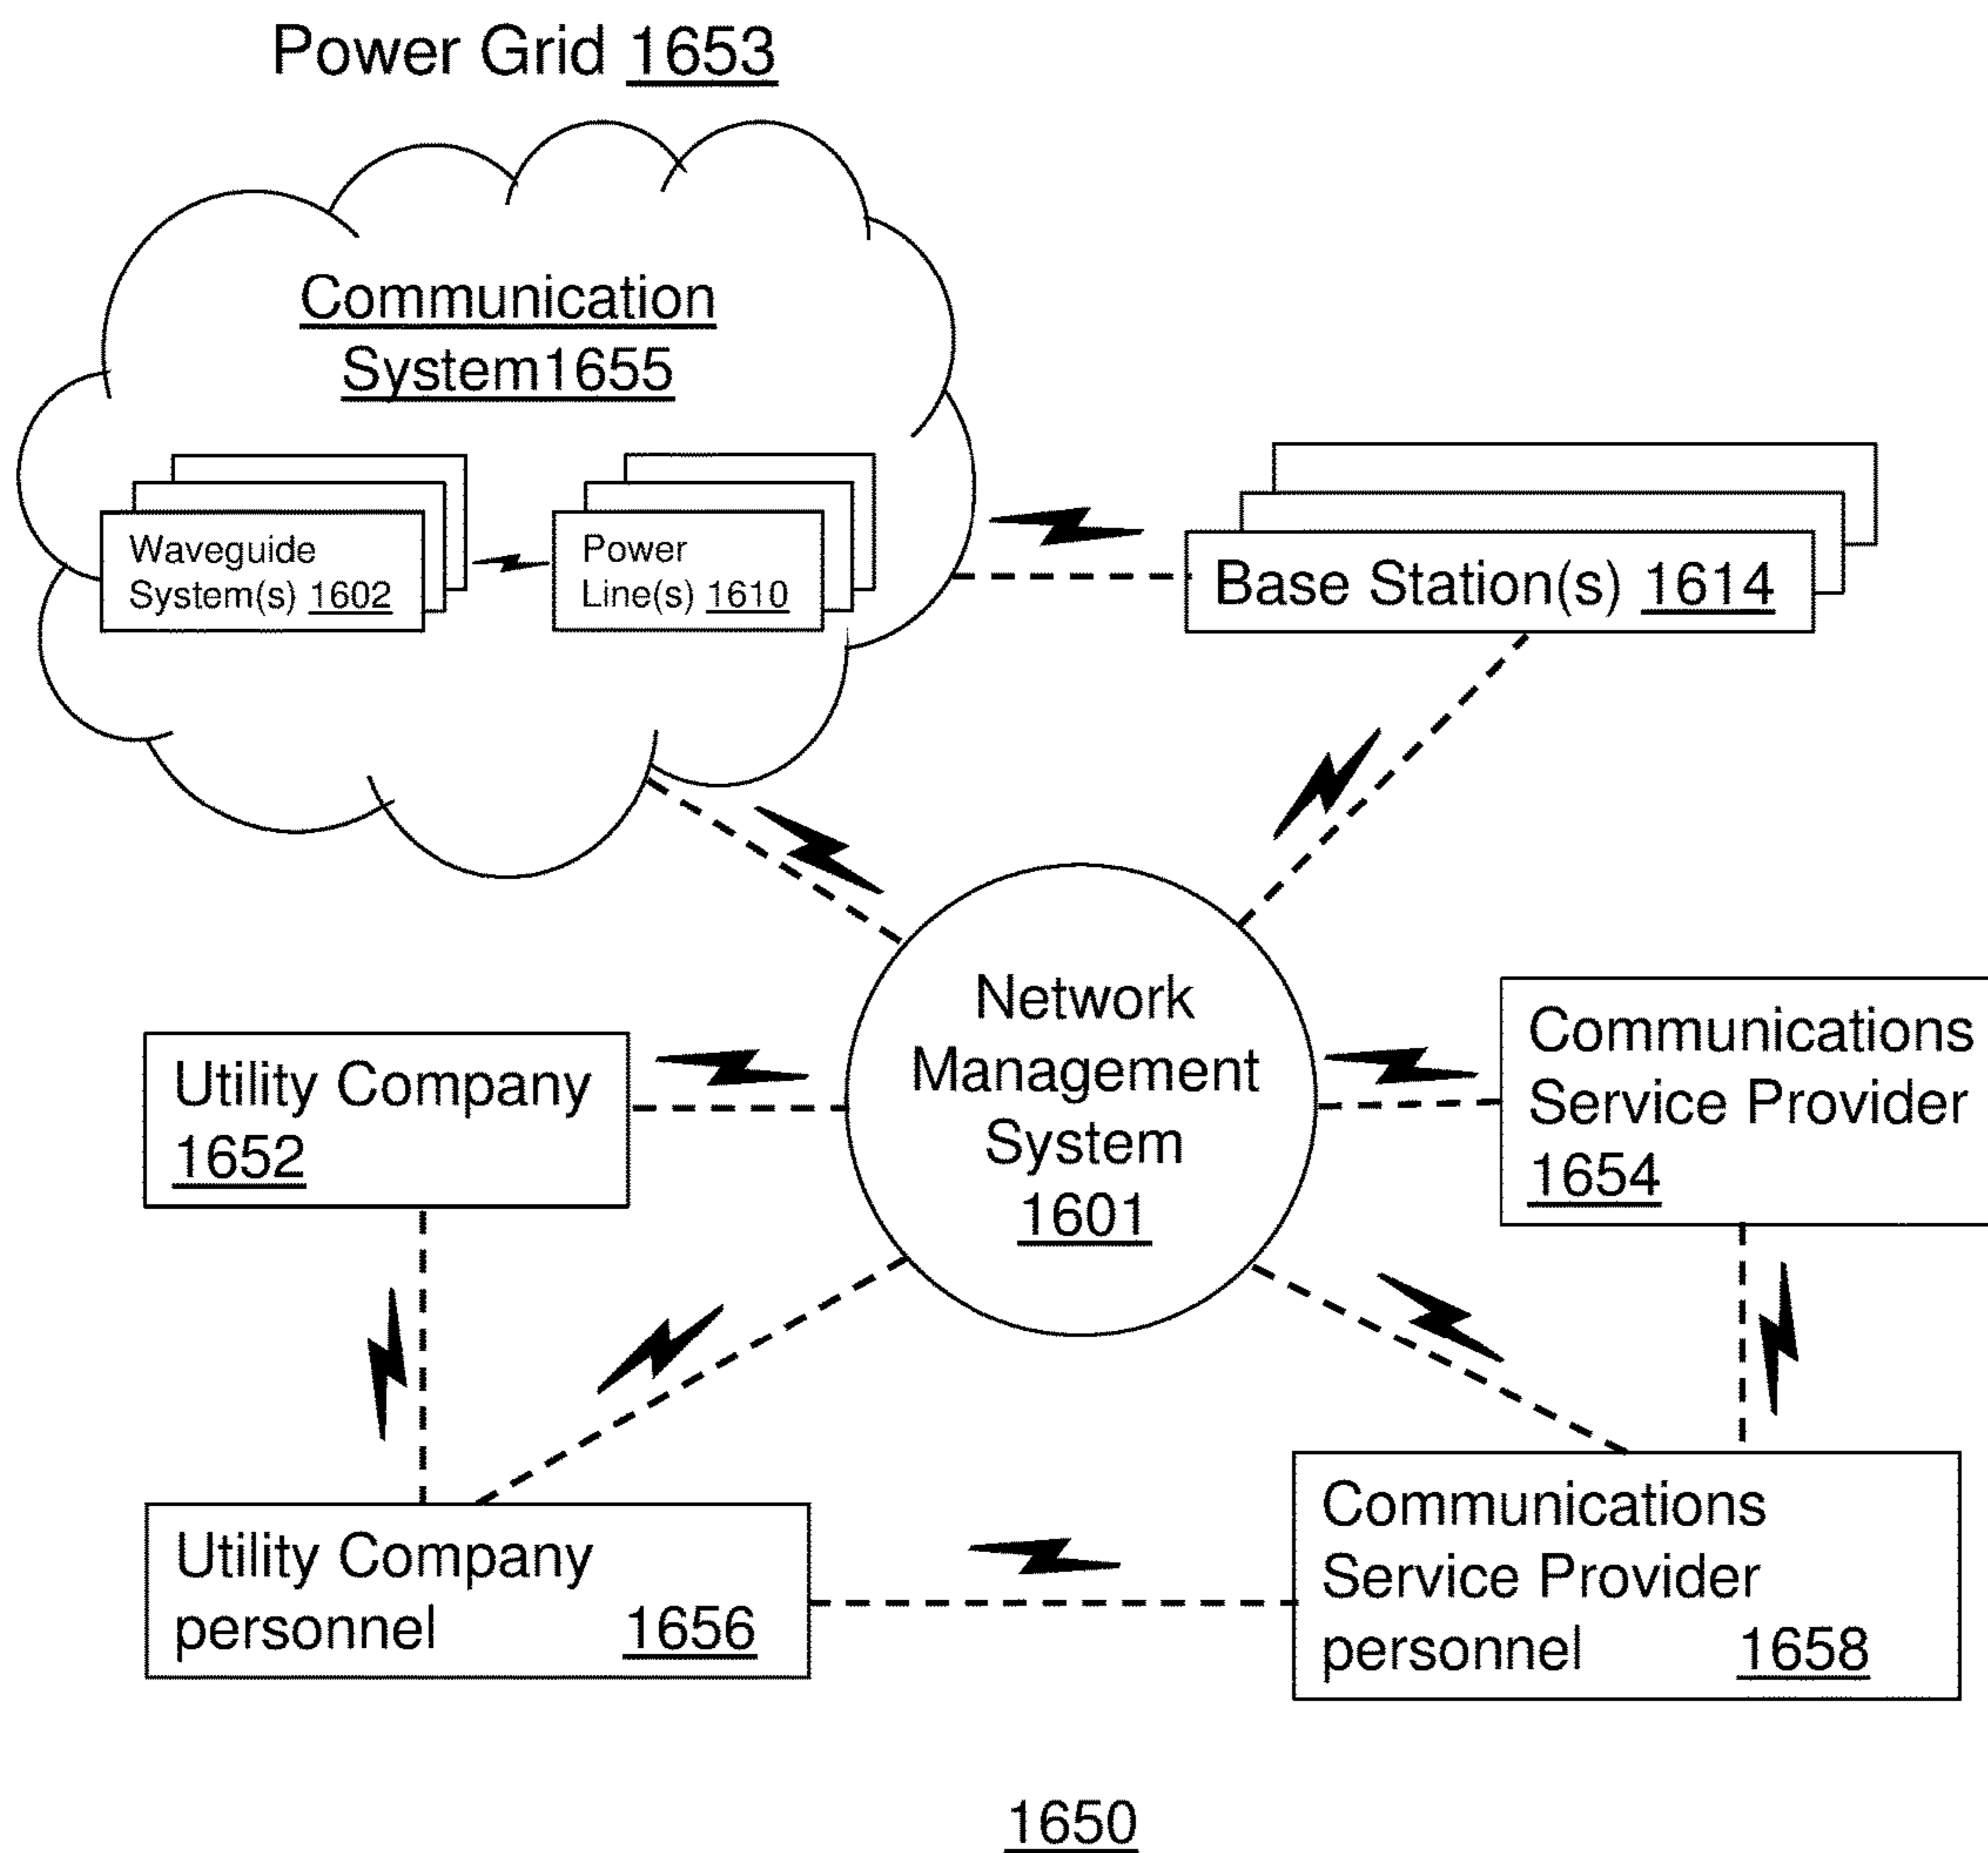 Power Grid 1653
Communication
System1655
Waveguide
System(s) 1602
Power
Line(s) 1610
Base Station(s) 1614
Network
Management
System
1601
Utility Company
1652
Communications
Service Provider
1654
Utility Company
personnel 1656
Communications
Service Provider
personnel 1658
1650